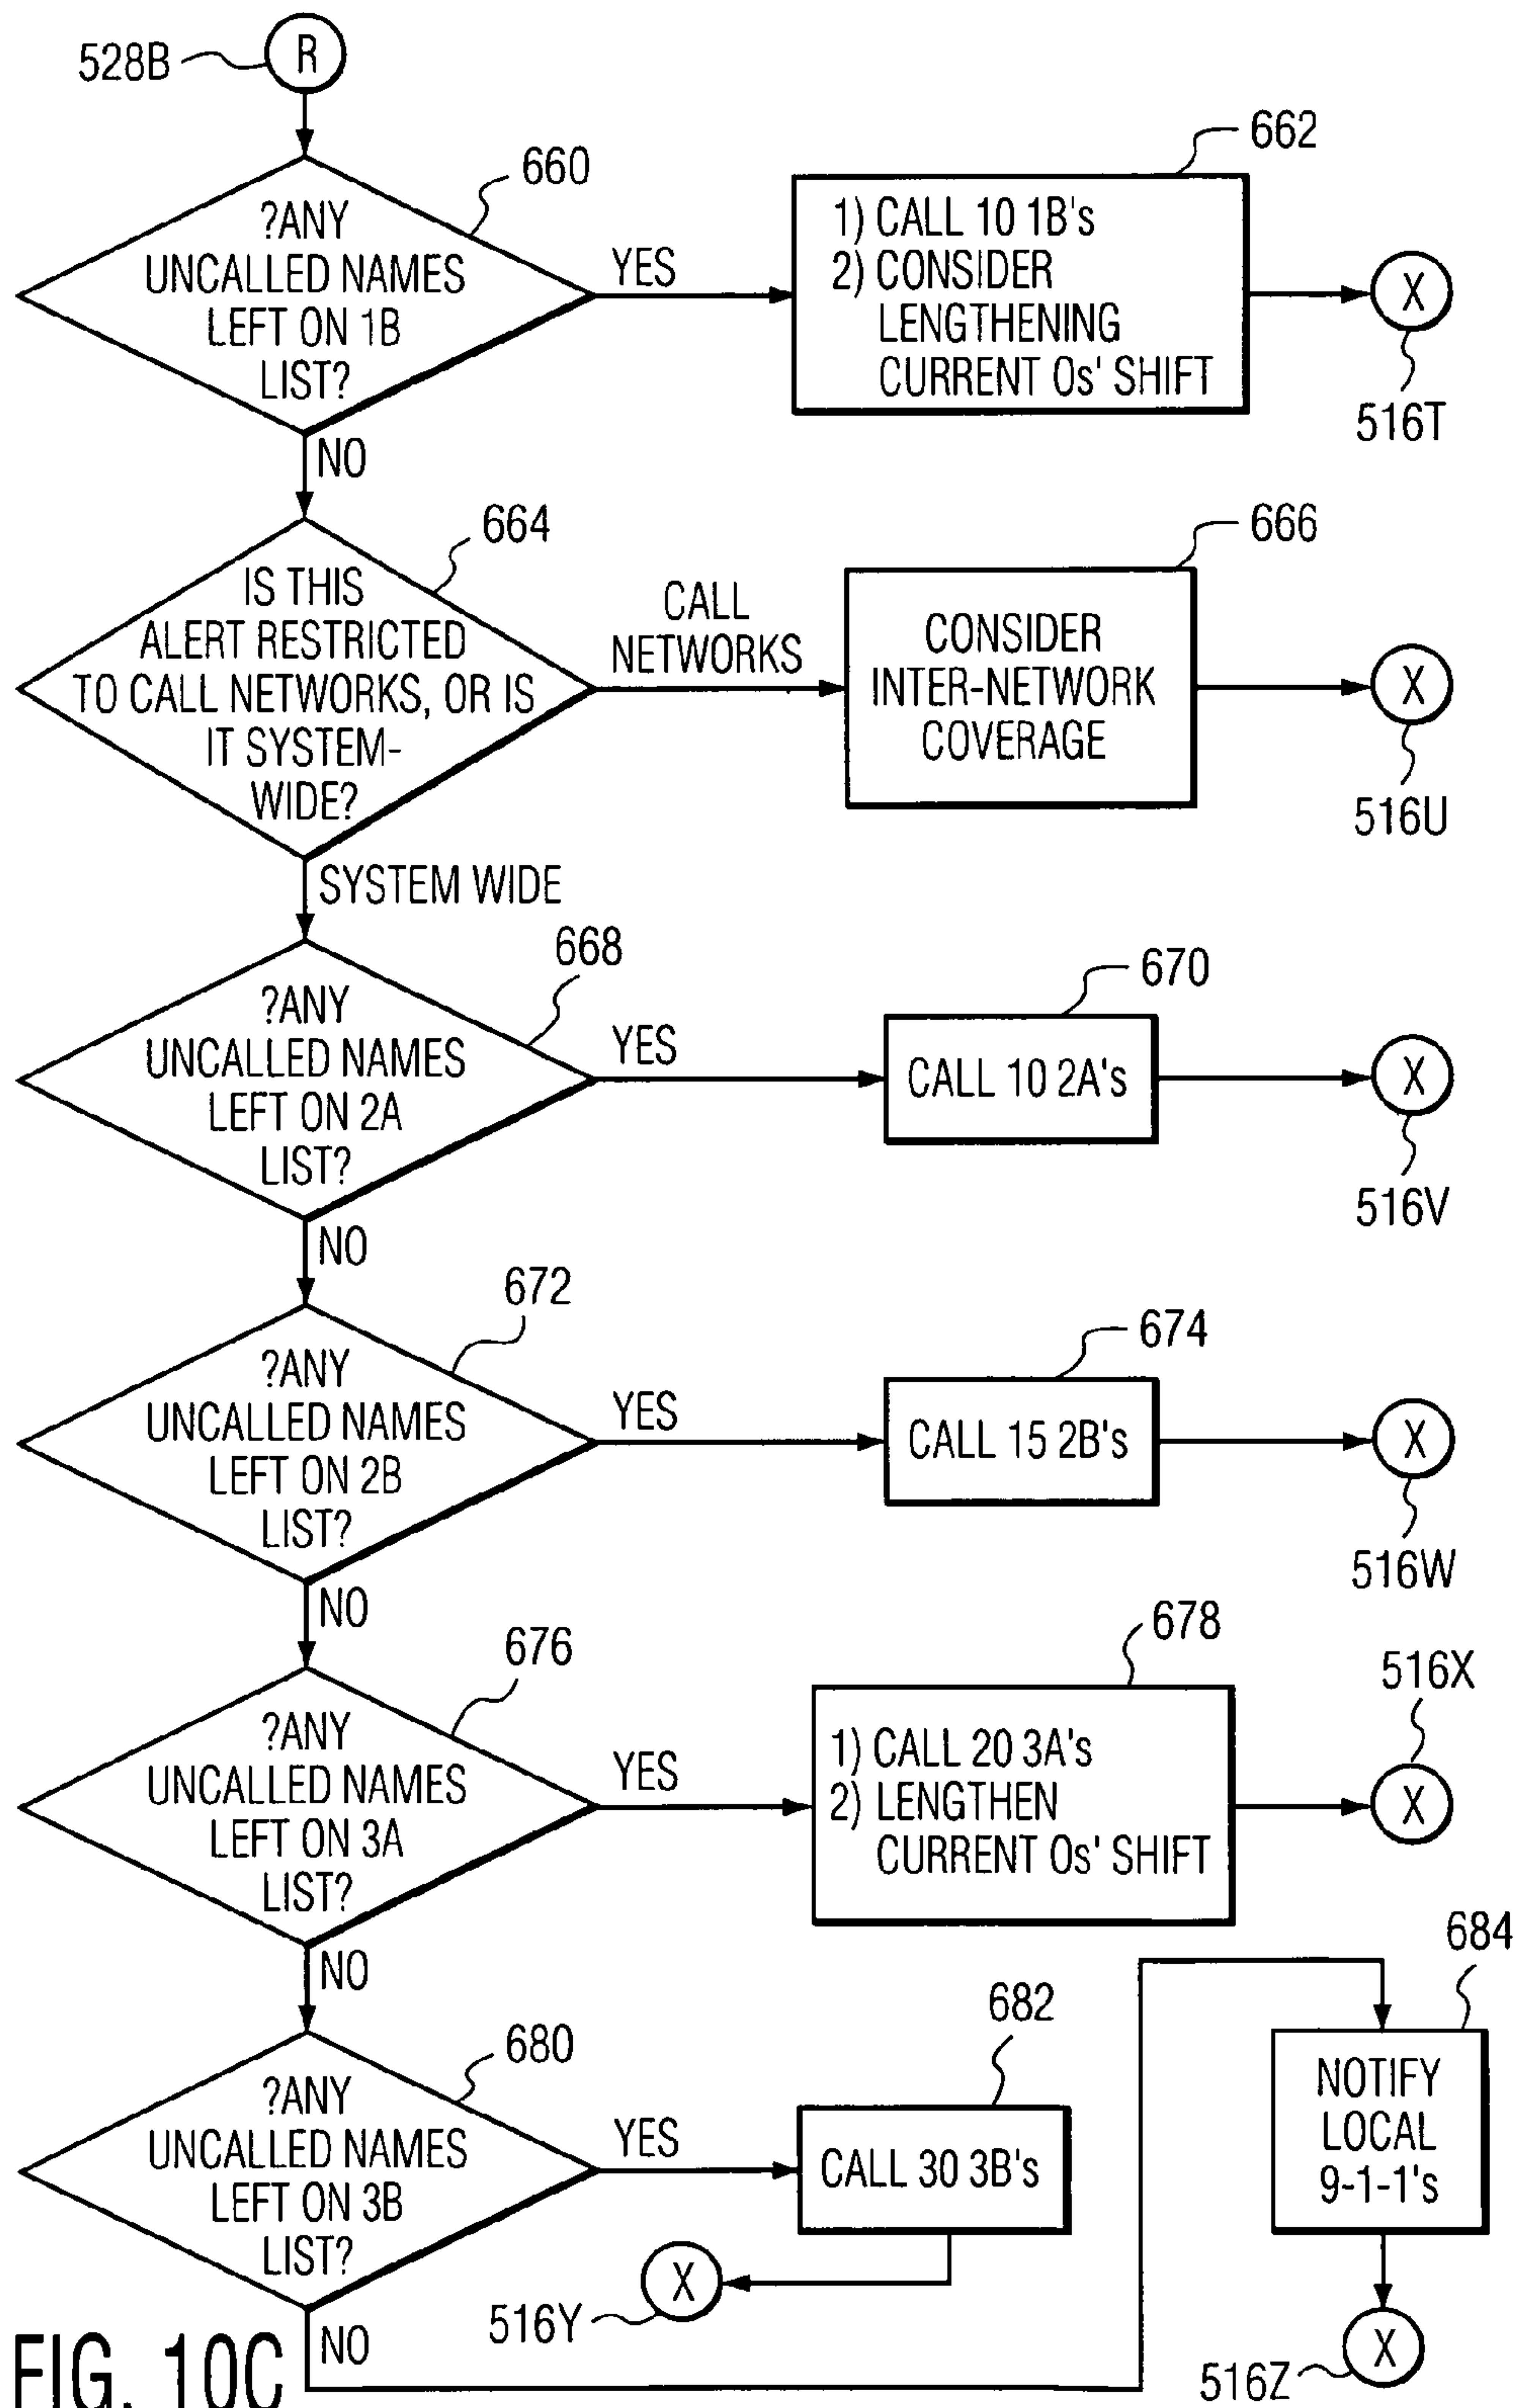 528B
R
660
?ANY
UNCALLED NAMES
LEFT ON 1B
LIST?
YES
662
1) CALL 10 1B's
2) CONSIDER
LENGTHENING
CURRENT Os' SHIFT
X
516T
NO
664
IS THIS
ALERT RESTRICTED
TO CALL NETWORKS, OR IS
IT SYSTEM-
WIDE?
CALL
NETWORKS
666
CONSIDER
INTER-NETWORK
COVERAGE
X
516U
SYSTEM WIDE
668
?ANY
UNCALLED NAMES
LEFT ON 2A
LIST?
YES
670
CALL 10 2A's
X
516V
NO
672
?ANY
UNCALLED NAMES
LEFT ON 2B
LIST?
YES
674
CALL 15 2B's
X
516W
NO
676
?ANY
UNCALLED NAMES
LEFT ON 3A
LIST?
YES
678
1) CALL 20 3A's
2) LENGTHEN
CURRENT Os' SHIFT
516X
X
NO
680
?ANY
UNCALLED NAMES
LEFT ON 3B
LIST?
YES
682
CALL 30 3B's
X
516Y
684
NOTIFY
LOCAL
9-1-1's
X
516Z
NO
FIG. 10C